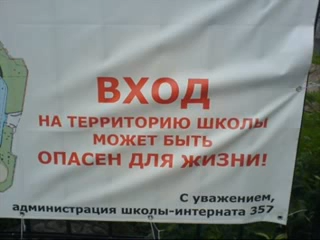 ВХОД
НА ТЕРРИТОРИЮ ШКОЛЫ
МОЖЕТ БЫТЬ
ОПАСЕН ДЛЯ ЖИЗНИ!
С уважением,
администрация школы-интерната 357